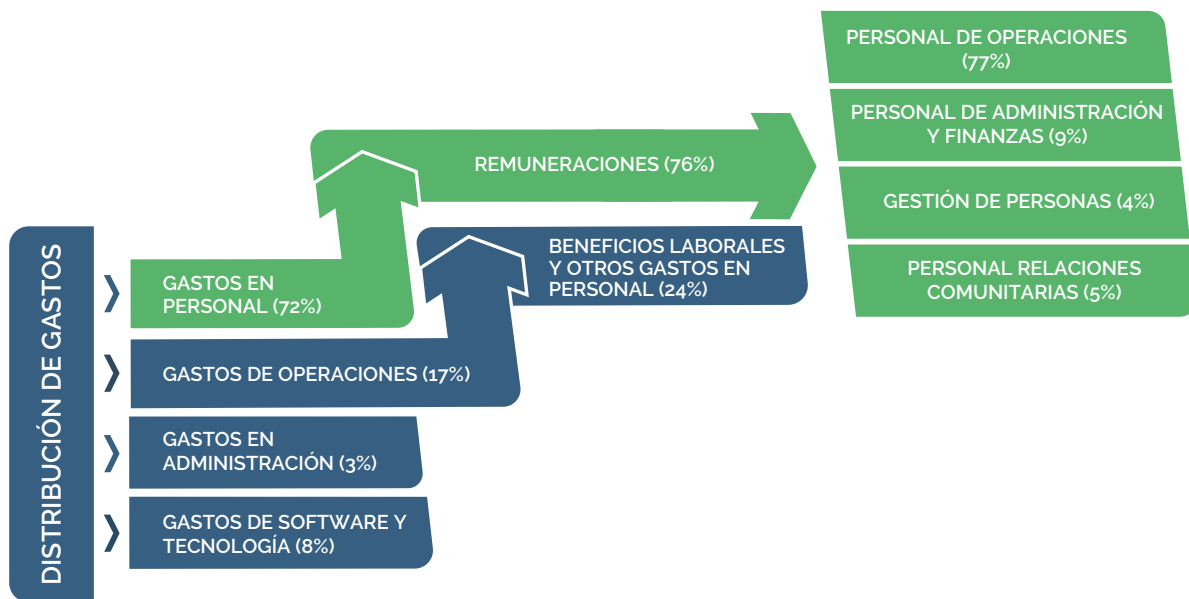 DISTRIBUCIÓN DE GASTOS
GASTOS EN
PERSONAL (72%)
GASTOS DE OPERACIONES (17%)
GASTOS EN
ADMINISTRACIÓN (3%)
GASTOS DE SOFTWARE Y
TECNOLOGÍA (8%)
REMUNERACIONES (76%)
BENEFICIOS LABORALES
Y OTROS GASTOS EN
PERSONAL (24%)
PERSONAL DE OPERACIONES
(77%)
PERSONAL DE ADMINISTRACIÓN
Y FINANZAS (9%)
GESTIÓN DE PERSONAS (4%)
PERSONAL RELACIONES
COMUNITARIAS (5%)